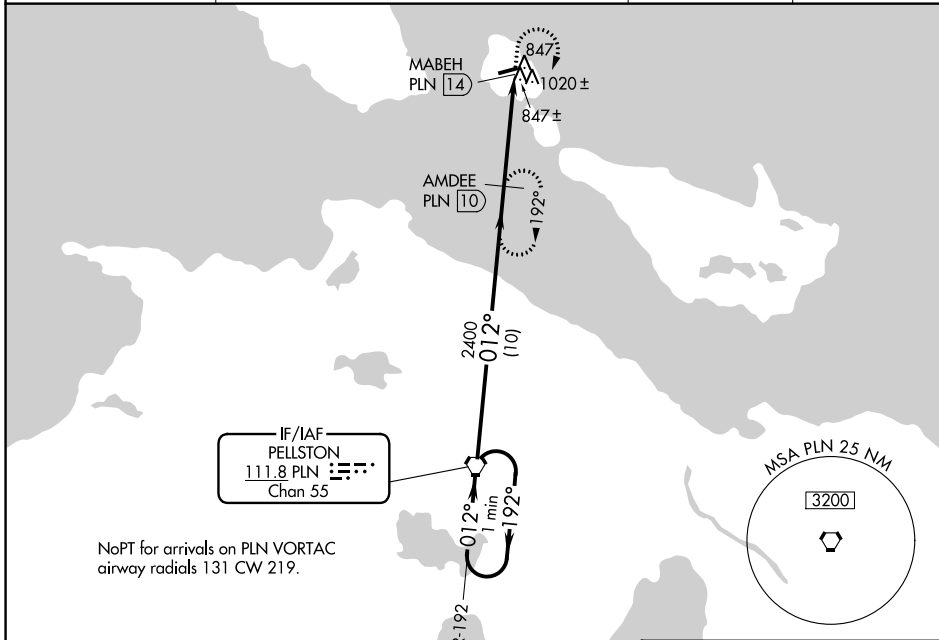 847
MABEH
PLN 14
1020 ±
847 ±
AMDEE
PLN 10
192°
2400
012°
(10)
IF/IAF
PELLSTON
111.8 PLN
Chan 55
012°
1 min
192°
MSA PLN 25 NM
3200
NoPT for arrivals on PLN VORTAC
airway radials 131 CW 219.